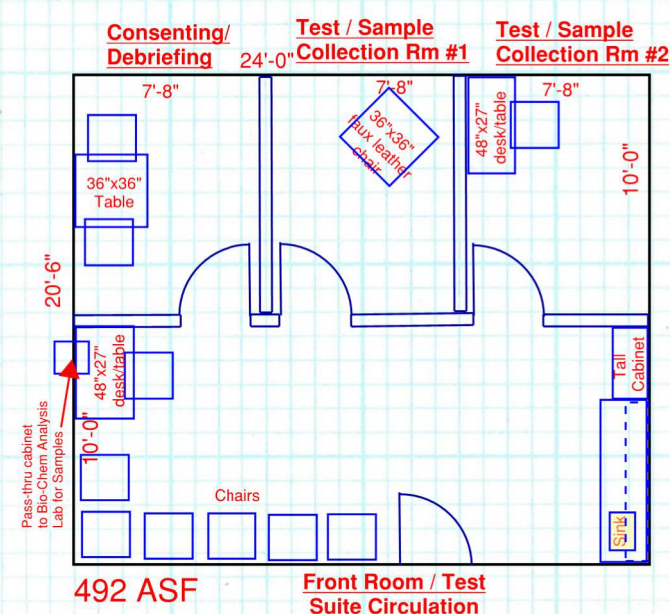 Consenting/
Debriefing
24'-0"
Test / Sample
Collection Rm #1
Test / Sample
Collection Rm #2
7'-8"
7'-8"
7'-8"
36"x36"
Table
36"x36"
faux leather
chair
48"x27"
desk/table
10'-0"
20'-6"
48"x27"
desk/table
10'-0"
Pass-thru cabinet
to Bio-Chem Analysis
Lab for Samples
Tall
Cabinet
Chairs
Sink
492 ASF
Front Room / Test
Suite Circulation